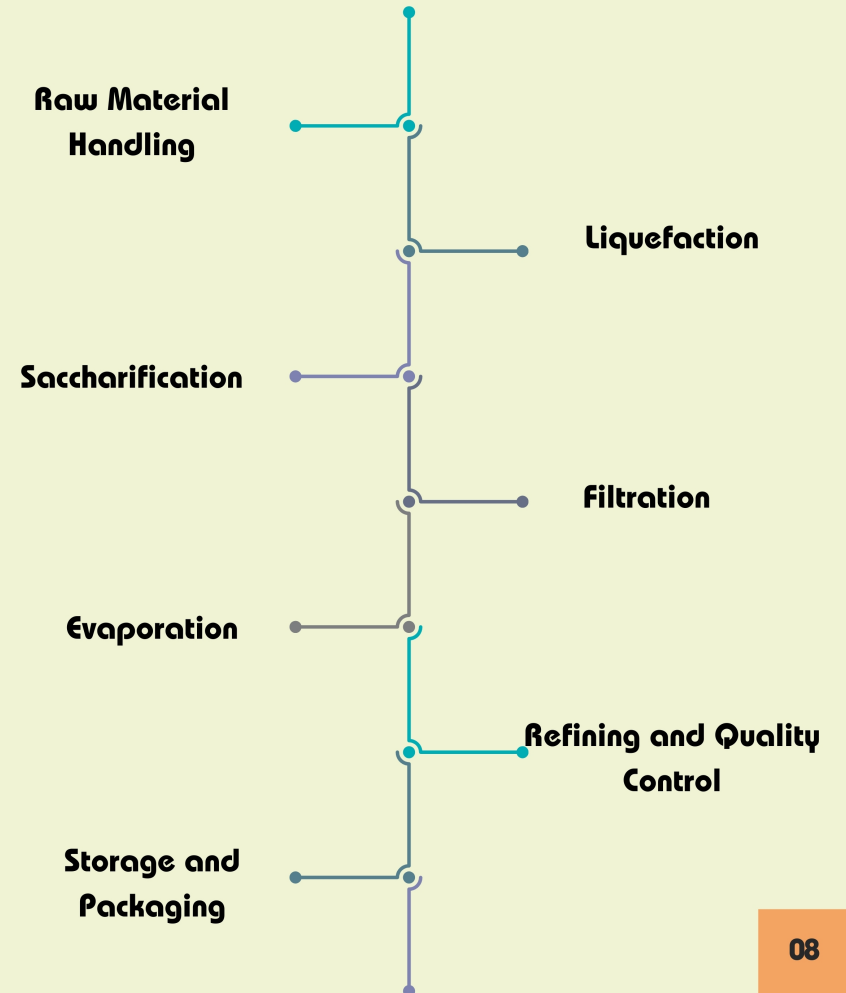 Raw Material
Handling
Liquefaction
Saccharification
Filtration
Evaporation
Refining and Quality
Control
Storage and
Packaging
08